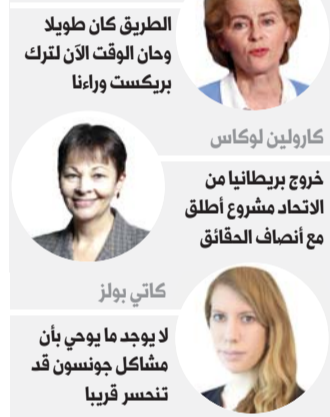 الطريق كان طويلا
وحان الوقت الآن لترك
بريكست وراءنا
كارولين لوكاس
خروج بريطانيا من
الاتحاد مشروع أطلق
مع أنصاف الحقائق
كاتي بولز
لا يوجد ما يوحي بأن
مشاكل جونسون قد
تنحسر قريبا